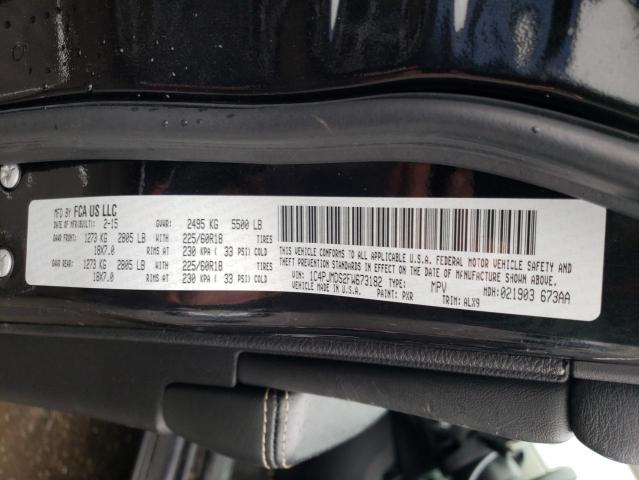 MFD BY FCA US LLC
DATE OF MFR(BUILT): 2-15 GVWR: 2495 KG 5500 LB
GAWR FRONT: 1273 KG 2805 LB WITH 225/60R18 TIRES
18X7.0 RIMS AT 230 KPA ( 33 PSI) COLD
GAWR REAR: 1273 KG 2805 LB WITH 225/60R18 TIRES
18X7.0 RIMS AT 230 KPA ( 33 PSI) COLD
THIS VEHICLE CONFORMS TO ALL APPLICABLE U.S.A. FEDERAL MOTOR VEHICLE SAFETY AND
THEFT PREVENTION STANDARDS IN EFFECT ON THE DATE OF MANUFACTURE SHOWN ABOVE.
VIN: 1C4PJMDS2FW673182 TYPE: MPV MDH: 021903 673AA
VEHICLE MADE IN U.S.A. PAINT: PXR TRIM: ALX9